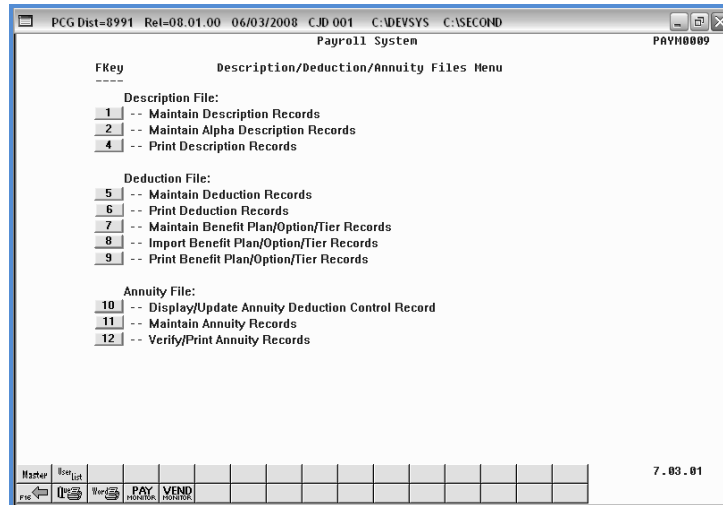 PCG Dist=8991 Rel=08.01.00 06/03/2008 CJD 001 C:\DEVSYS C:\SECOND
Payroll System PAYM0009
FKey Description/Deduction/Annuity Files Menu
----
Description File:
1 -- Maintain Description Records
2 -- Maintain Alpha Description Records
4 -- Print Description Records
Deduction File:
5 -- Maintain Deduction Records
6 -- Print Deduction Records
7 -- Maintain Benefit Plan/Option/Tier Records
8 -- Import Benefit Plan/Option/Tier Records
9 -- Print Benefit Plan/Option/Tier Records
Annuity File:
10 -- Display/Update Annuity Deduction Control Record
11 -- Maintain Annuity Records
12 -- Verify/Print Annuity Records
Master User List 7.03.01
F16 Que Word PAY MONITOR VEND MONITOR